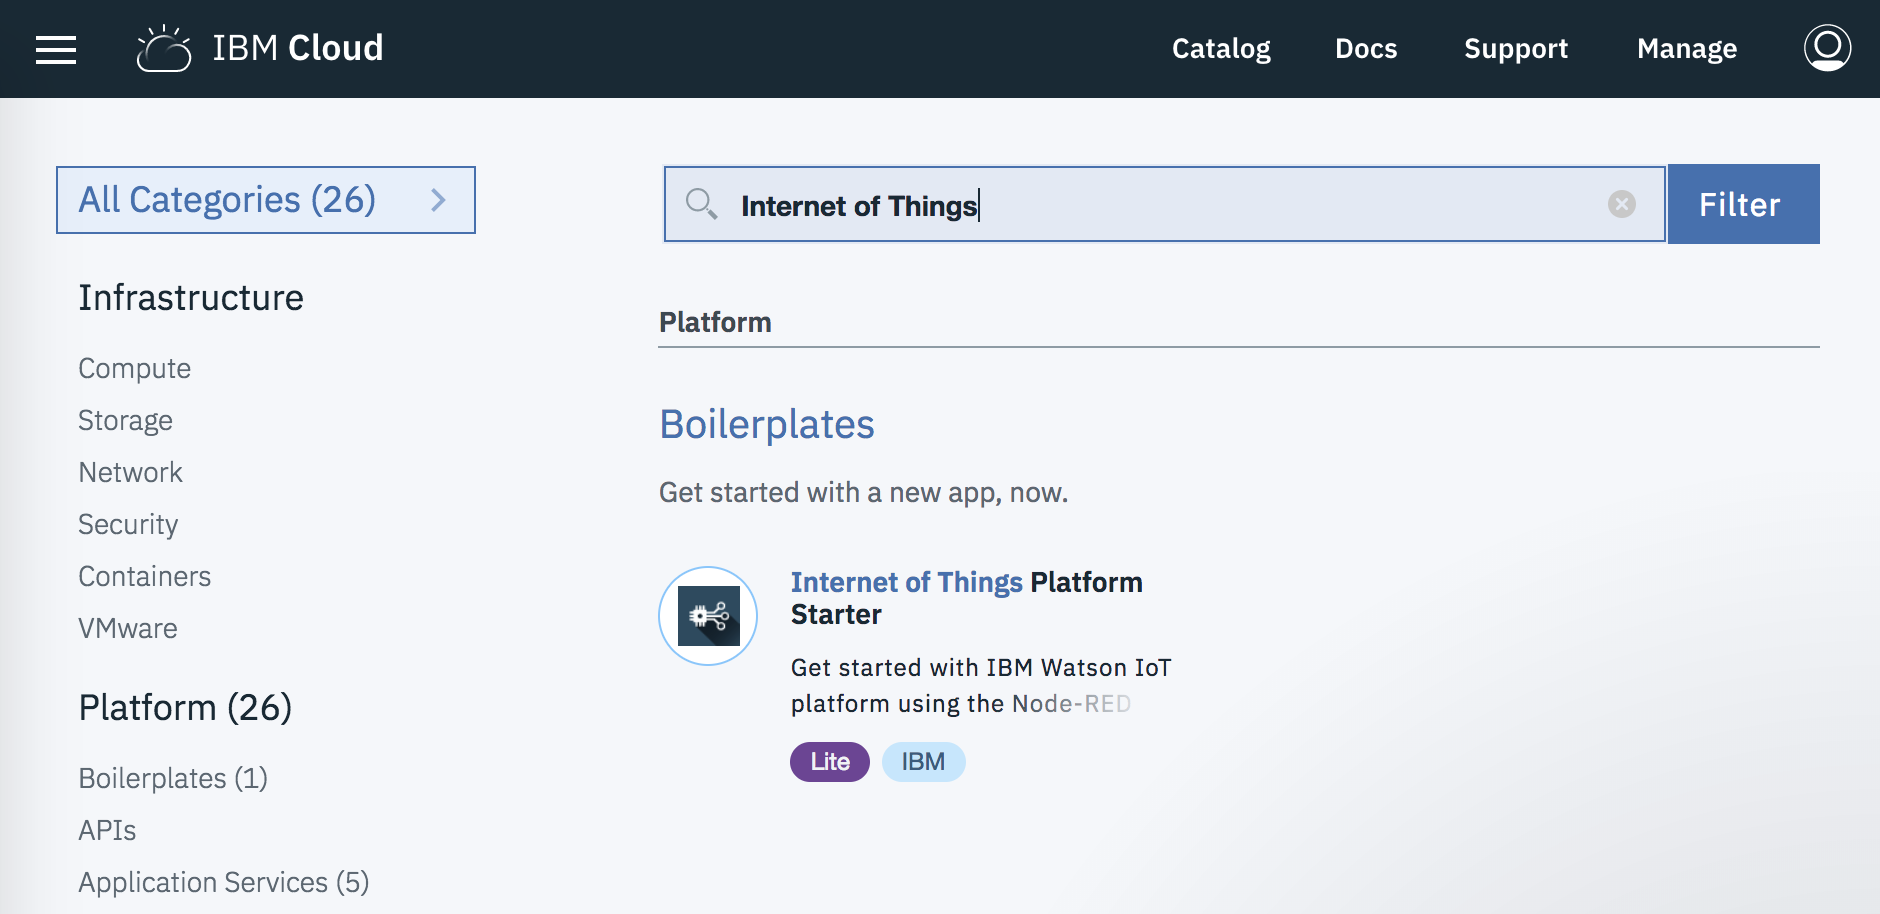 IBM Cloud
Catalog
Docs
Support
Manage
All Categories (26)
Infrastructure
Compute
Storage
Network
Security
Containers
VMware
Platform (26)
Boilerplates (1)
APIs
Application Services (5)
Internet of Things
Filter
Platform
Boilerplates
Get started with a new app, now.
Internet of Things Platform
Starter
Get started with IBM Watson IoT
platform using the Node-RED
Lite
IBM